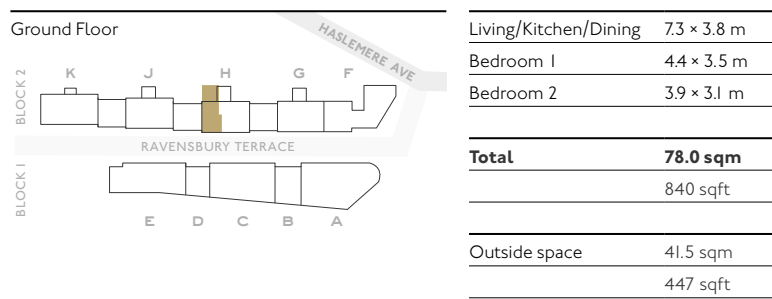 Ground Floor
HASLEMERE AVE
BLOCK 2
K J H G F
RAVENSBURY TERRACE
BLOCK 1
E D C B A
Living/Kitchen/Dining 7.3 × 3.8 m
Bedroom 1 4.4 × 3.5 m
Bedroom 2 3.9 × 3.1 m
Total 78.0 sqm
840 sqft
Outside space 41.5 sqm
447 sqft